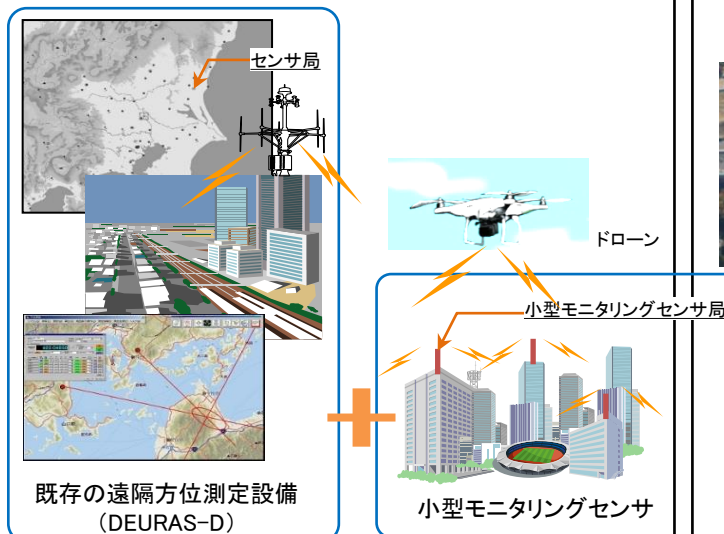 センサ局
ドローン
小型モニタリングセンサ局
既存の遠隔方位測定設備
（DEURAS-D）
小型モニタリングセンサ